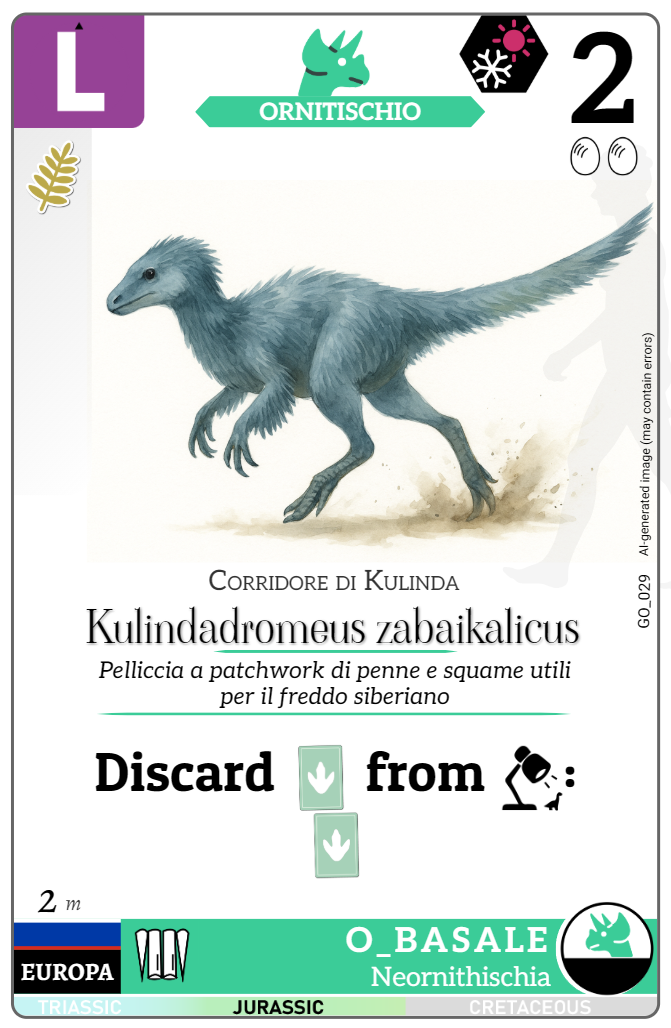 L
ORNITISCHIO
2
AI-generated image (may contain errors)
GO_029
Corridore di Kulinda
Kulindadromeus zabaikalicus
Pelliccia a patchwork di penne e squame utili
per il freddo siberiano
Discard from :
2 m
EUROPA
O_BASALE
Neornithischia
TRIASSIC JURASSIC CRETACEOUS